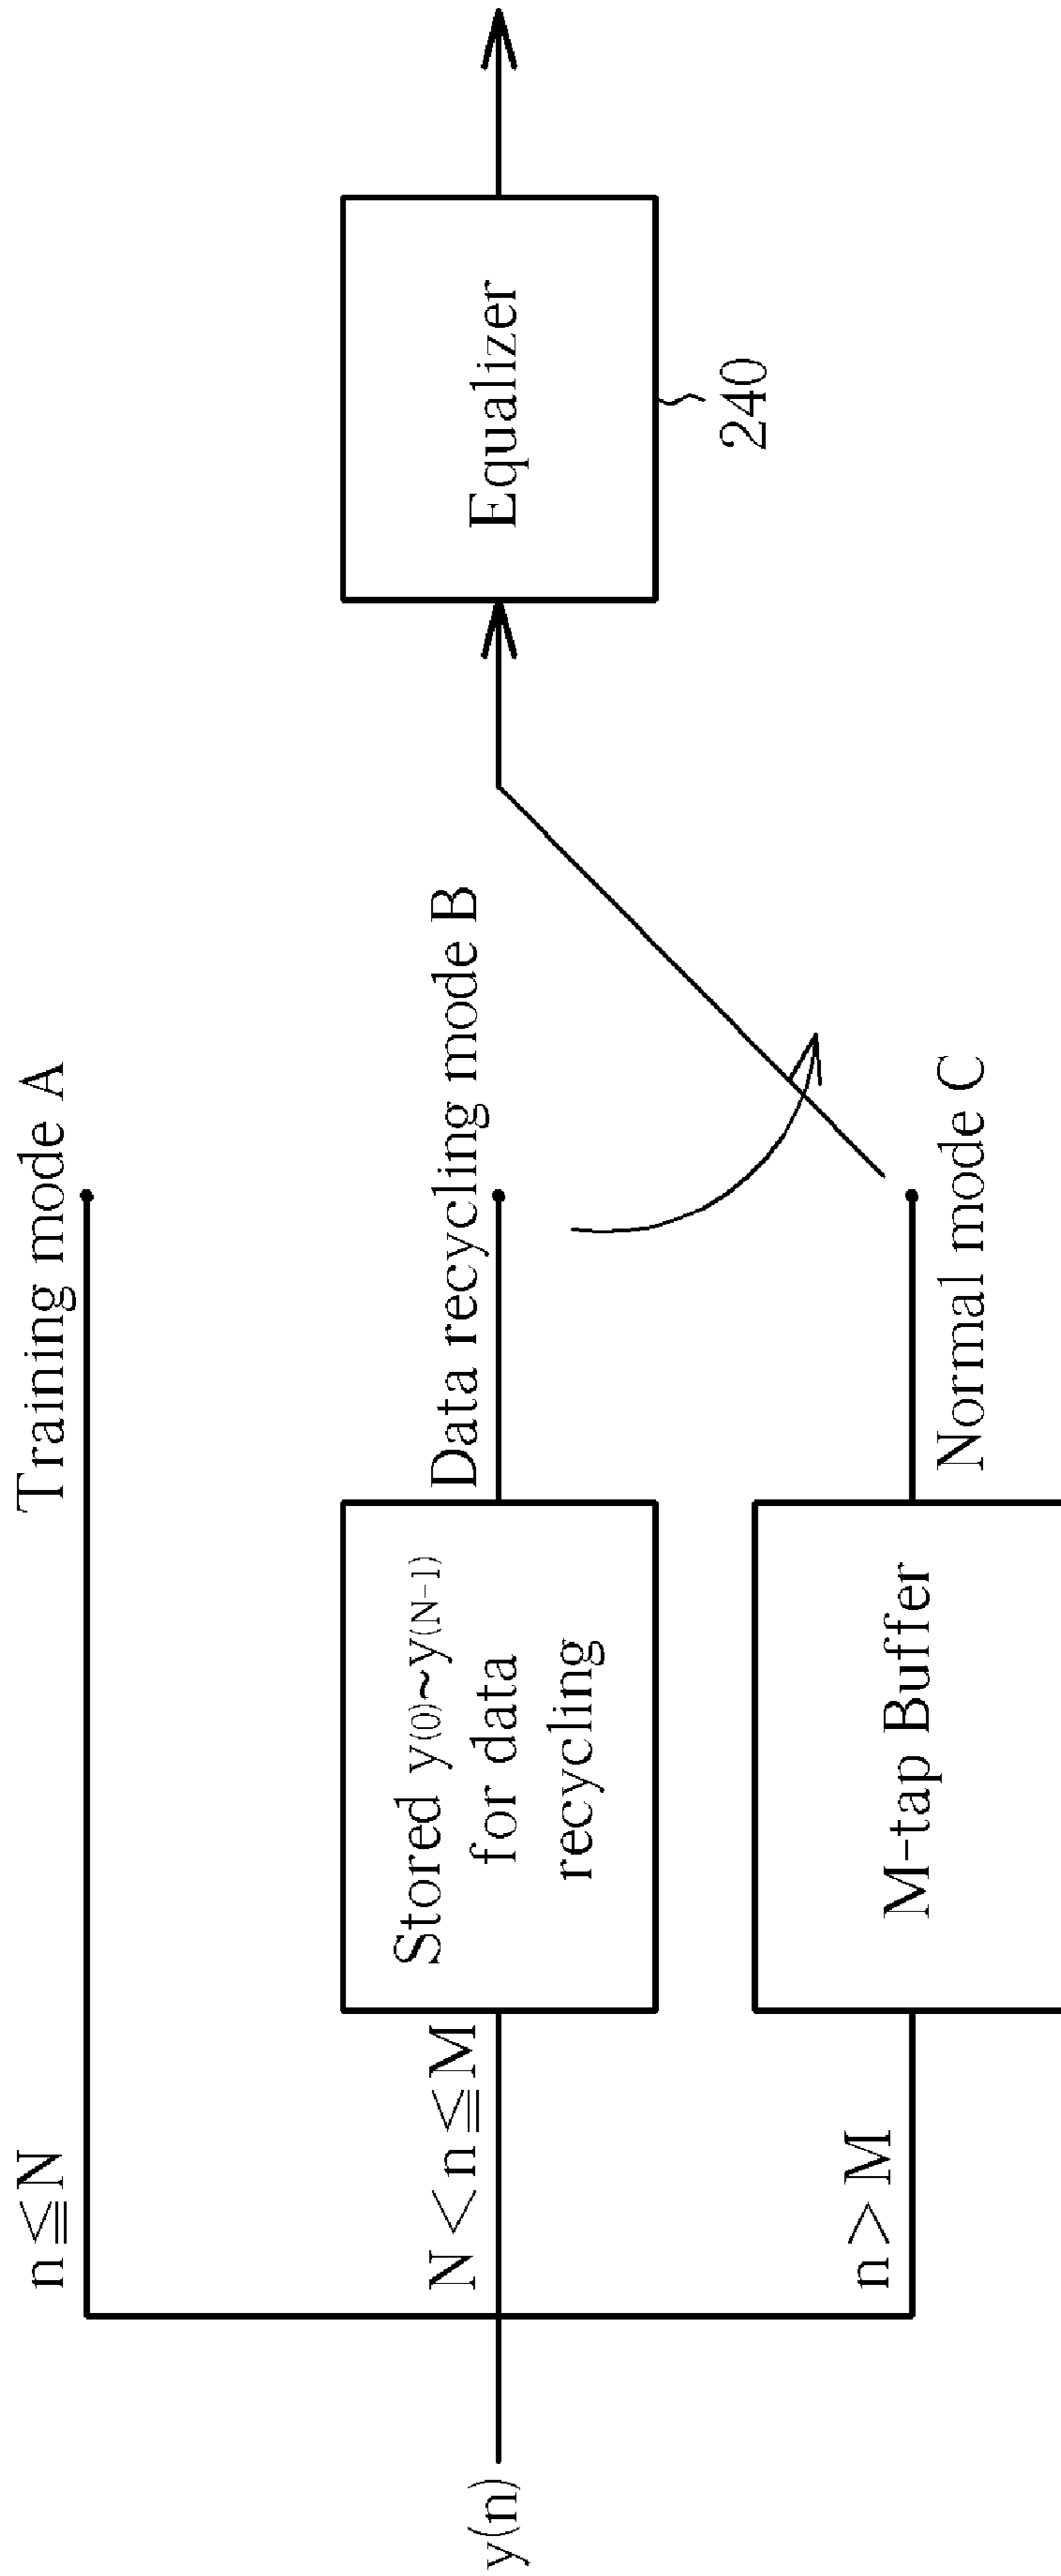 y(n)
n≦N
Training mode A
N<n≦M
Stored y(0)~y(N-1)
for data
recycling
Data recycling mode B
n>M
M-tap Buffer
Normal mode C
Equalizer
240